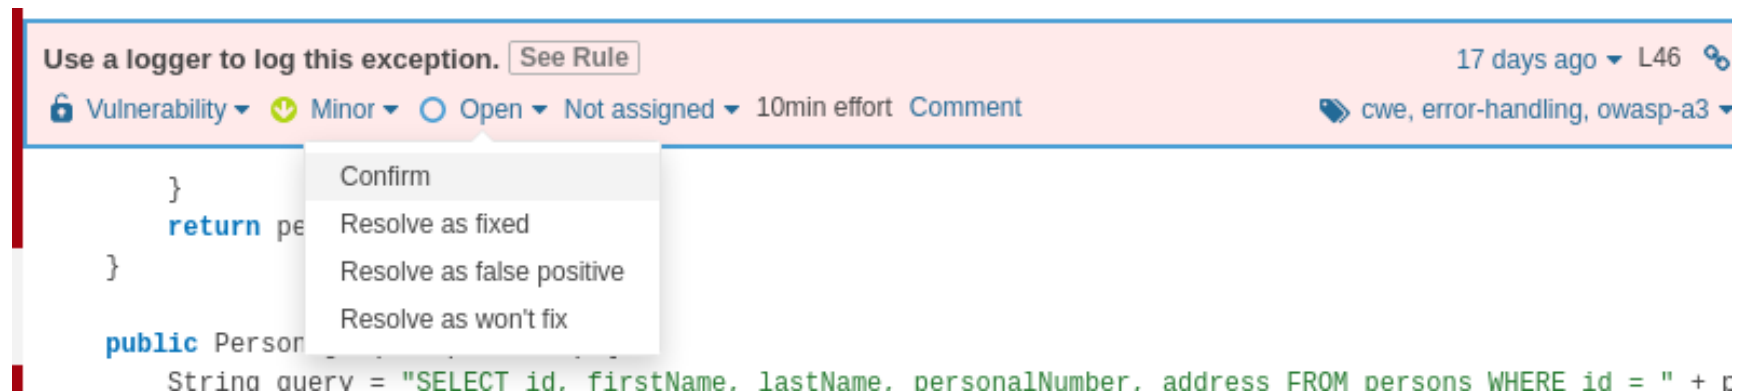 Use a logger to log this exception. See Rule 17 days ago L46
Vulnerability Minor Open Not assigned 10min effort Comment cwe, error-handling, owasp-a3
Confirm
}
Resolve as fixed
return
}
Resolve as false positive
Resolve as won't fix
public Person
String query = "SELECT id, firstName, lastName, personalNumber, address FROM persons WHERE id = " +